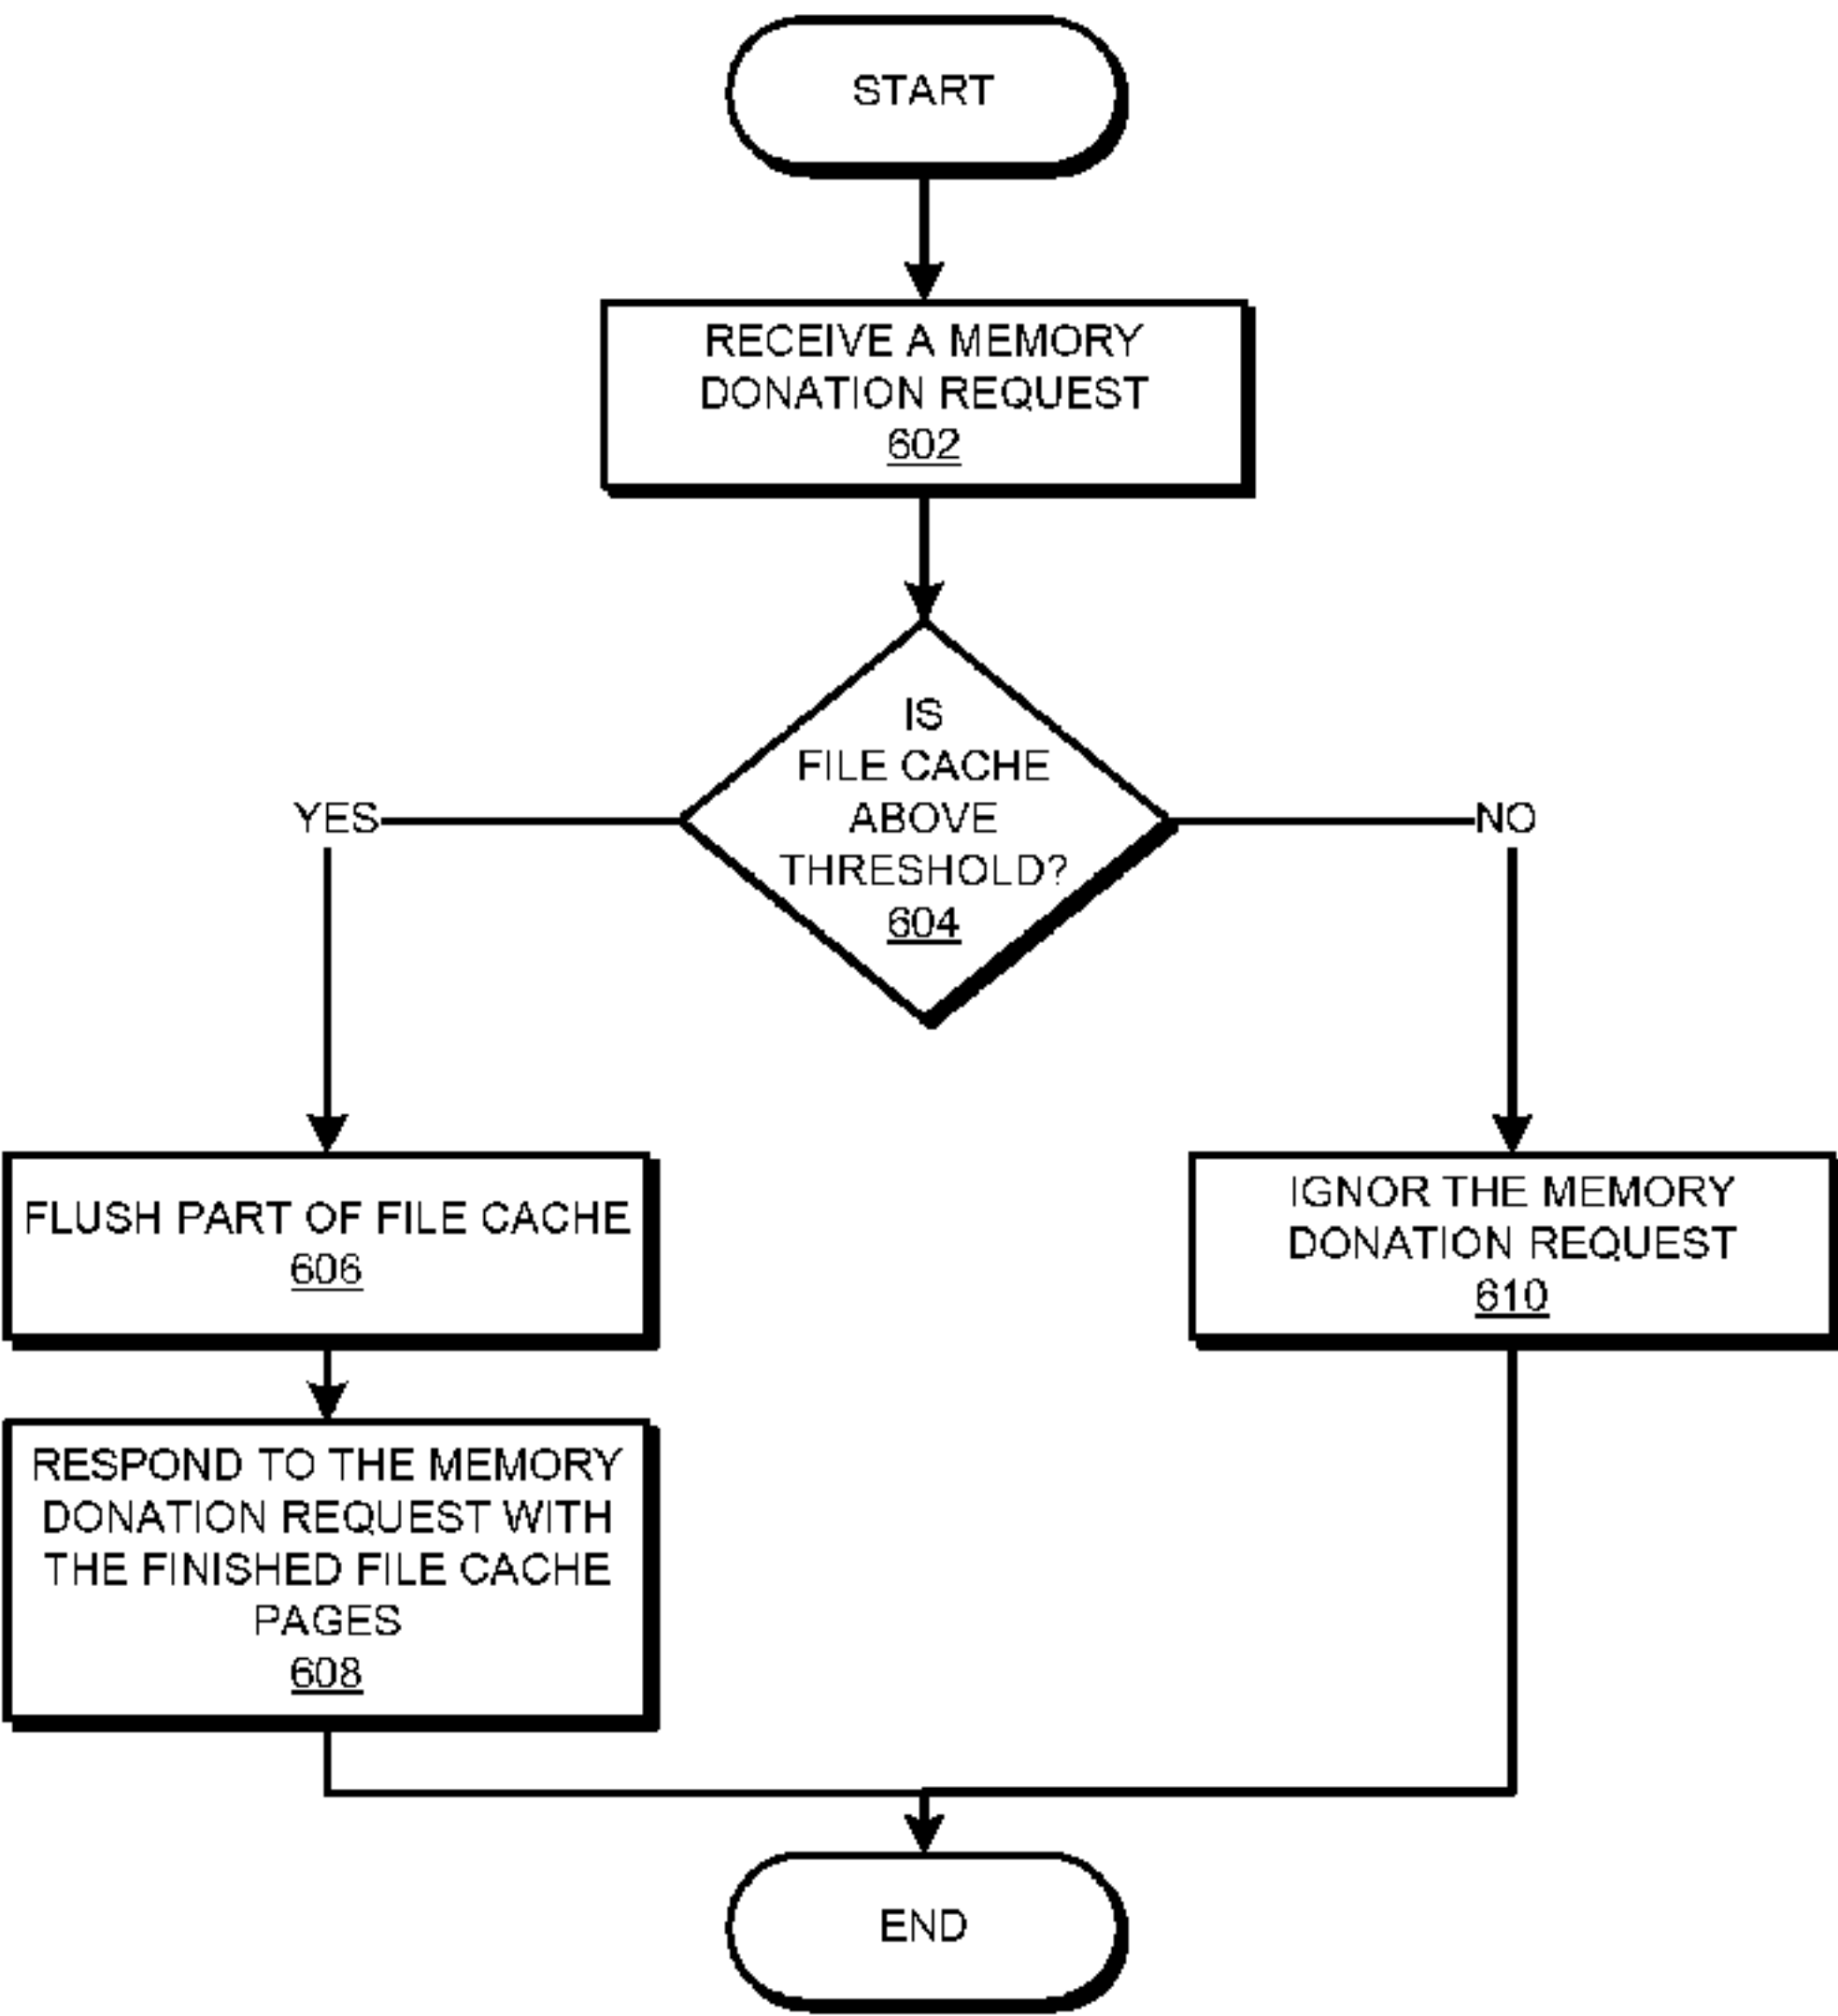 START
RECEIVE A MEMORY
DONATION REQUEST
602
IS
FILE CACHE
ABOVE
THRESHOLD?
604
YES
NO
FLUSH PART OF FILE CACHE
606
IGNOR THE MEMORY
DONATION REQUEST
610
RESPOND TO THE MEMORY
DONATION REQUEST WITH
THE FINISHED FILE CACHE
PAGES
608
END